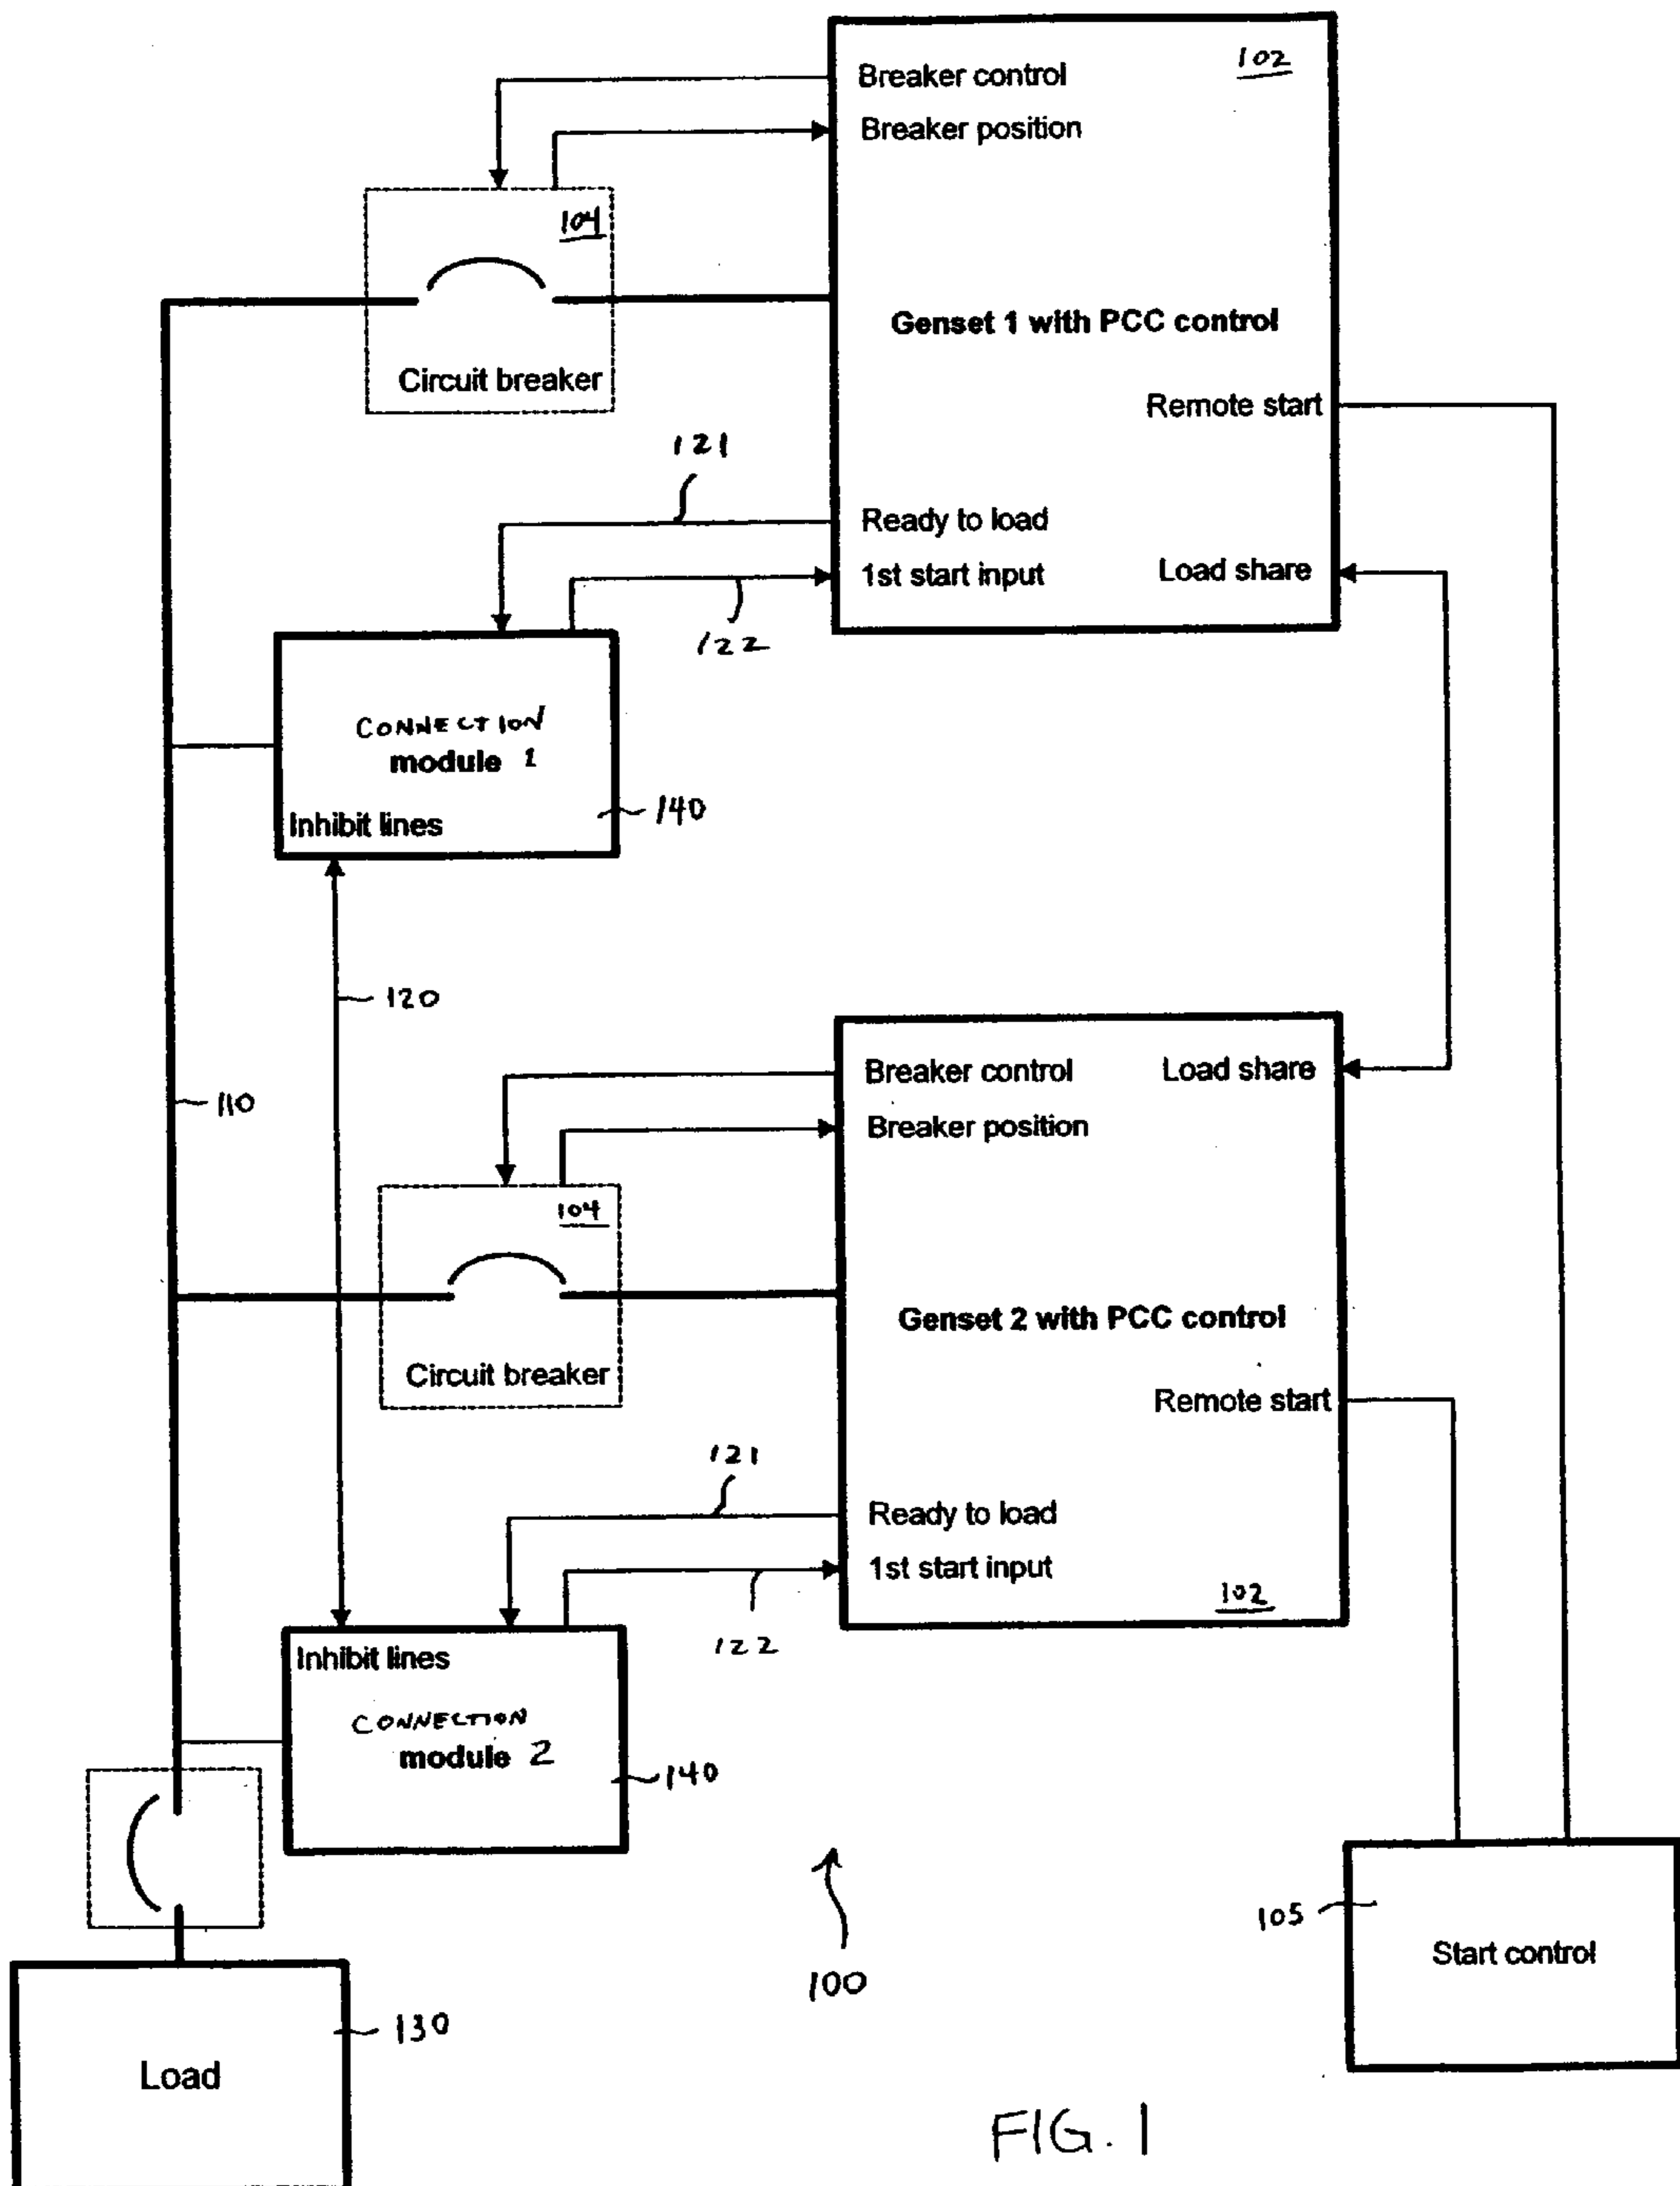 Breaker control
102
Breaker position
104
Circuit breaker
Genset 1 with PCC control
Remote start
121
Ready to load
1st start input
Load share
122
CONNECTION
module 1
140
Inhibit lines
120
110
Breaker control
Load share
Breaker position
104
Circuit breaker
Genset 2 with PCC control
Remote start
121
Ready to load
1st start input
102
122
Inhibit lines
CONNECTION
module 2
140
105
Start control
100
130
Load
FIG. 1